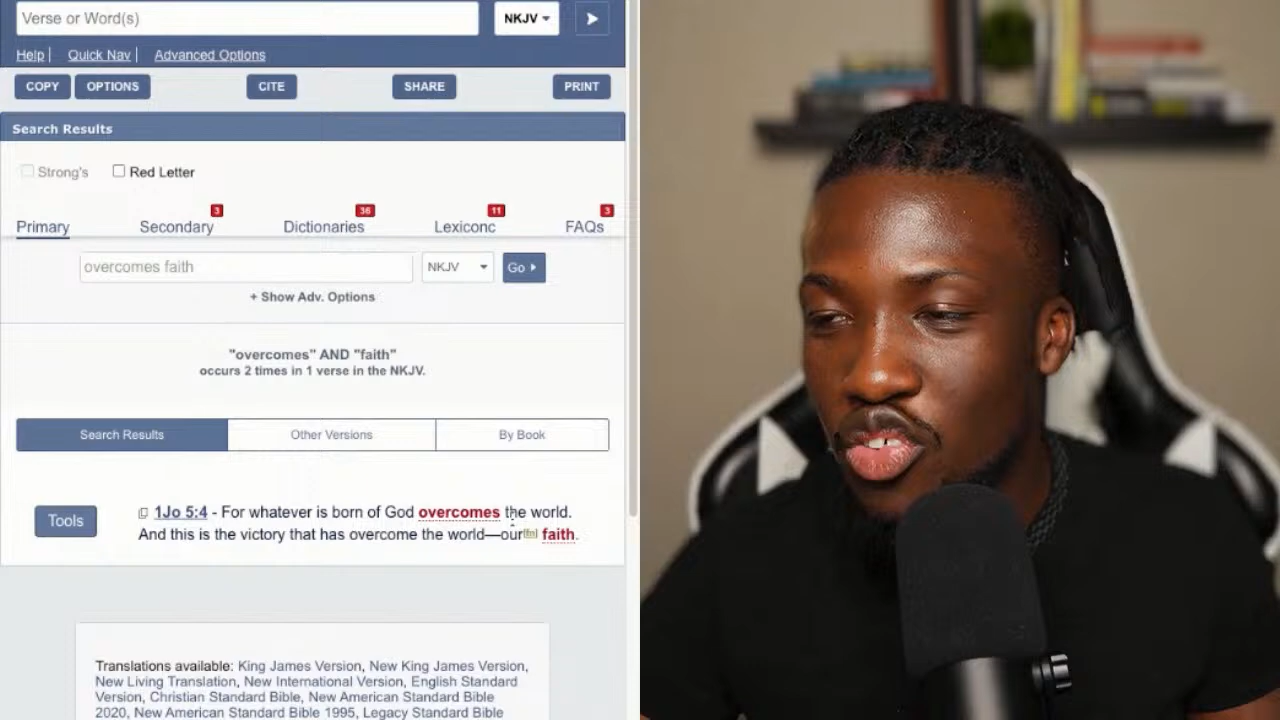 Verse or Word(s)
NKJV
Help
Quick Nav
Advanced Options
COPY
OPTIONS
CITE
SHARE
PRINT
Search Results
Strong's
Red Letter
Primary
Secondary
3
Dictionaries
36
Lexiconc
11
FAQs
3
overcomes faith
NKJV
Go
+ Show Adv. Options
"overcomes" AND "faith"
occurs 2 times in 1 verse in the NKJV.
Search Results
Other Versions
By Book
Tools
1Jo 5:4 - For whatever is born of God overcomes the world.
And this is the victory that has overcome the world—our[fn] faith.
Translations available: King James Version, New King James Version,
New Living Translation, New International Version, English Standard
Version, Christian Standard Bible, New American Standard Bible
2020, New American Standard Bible 1995, Legacy Standard Bible